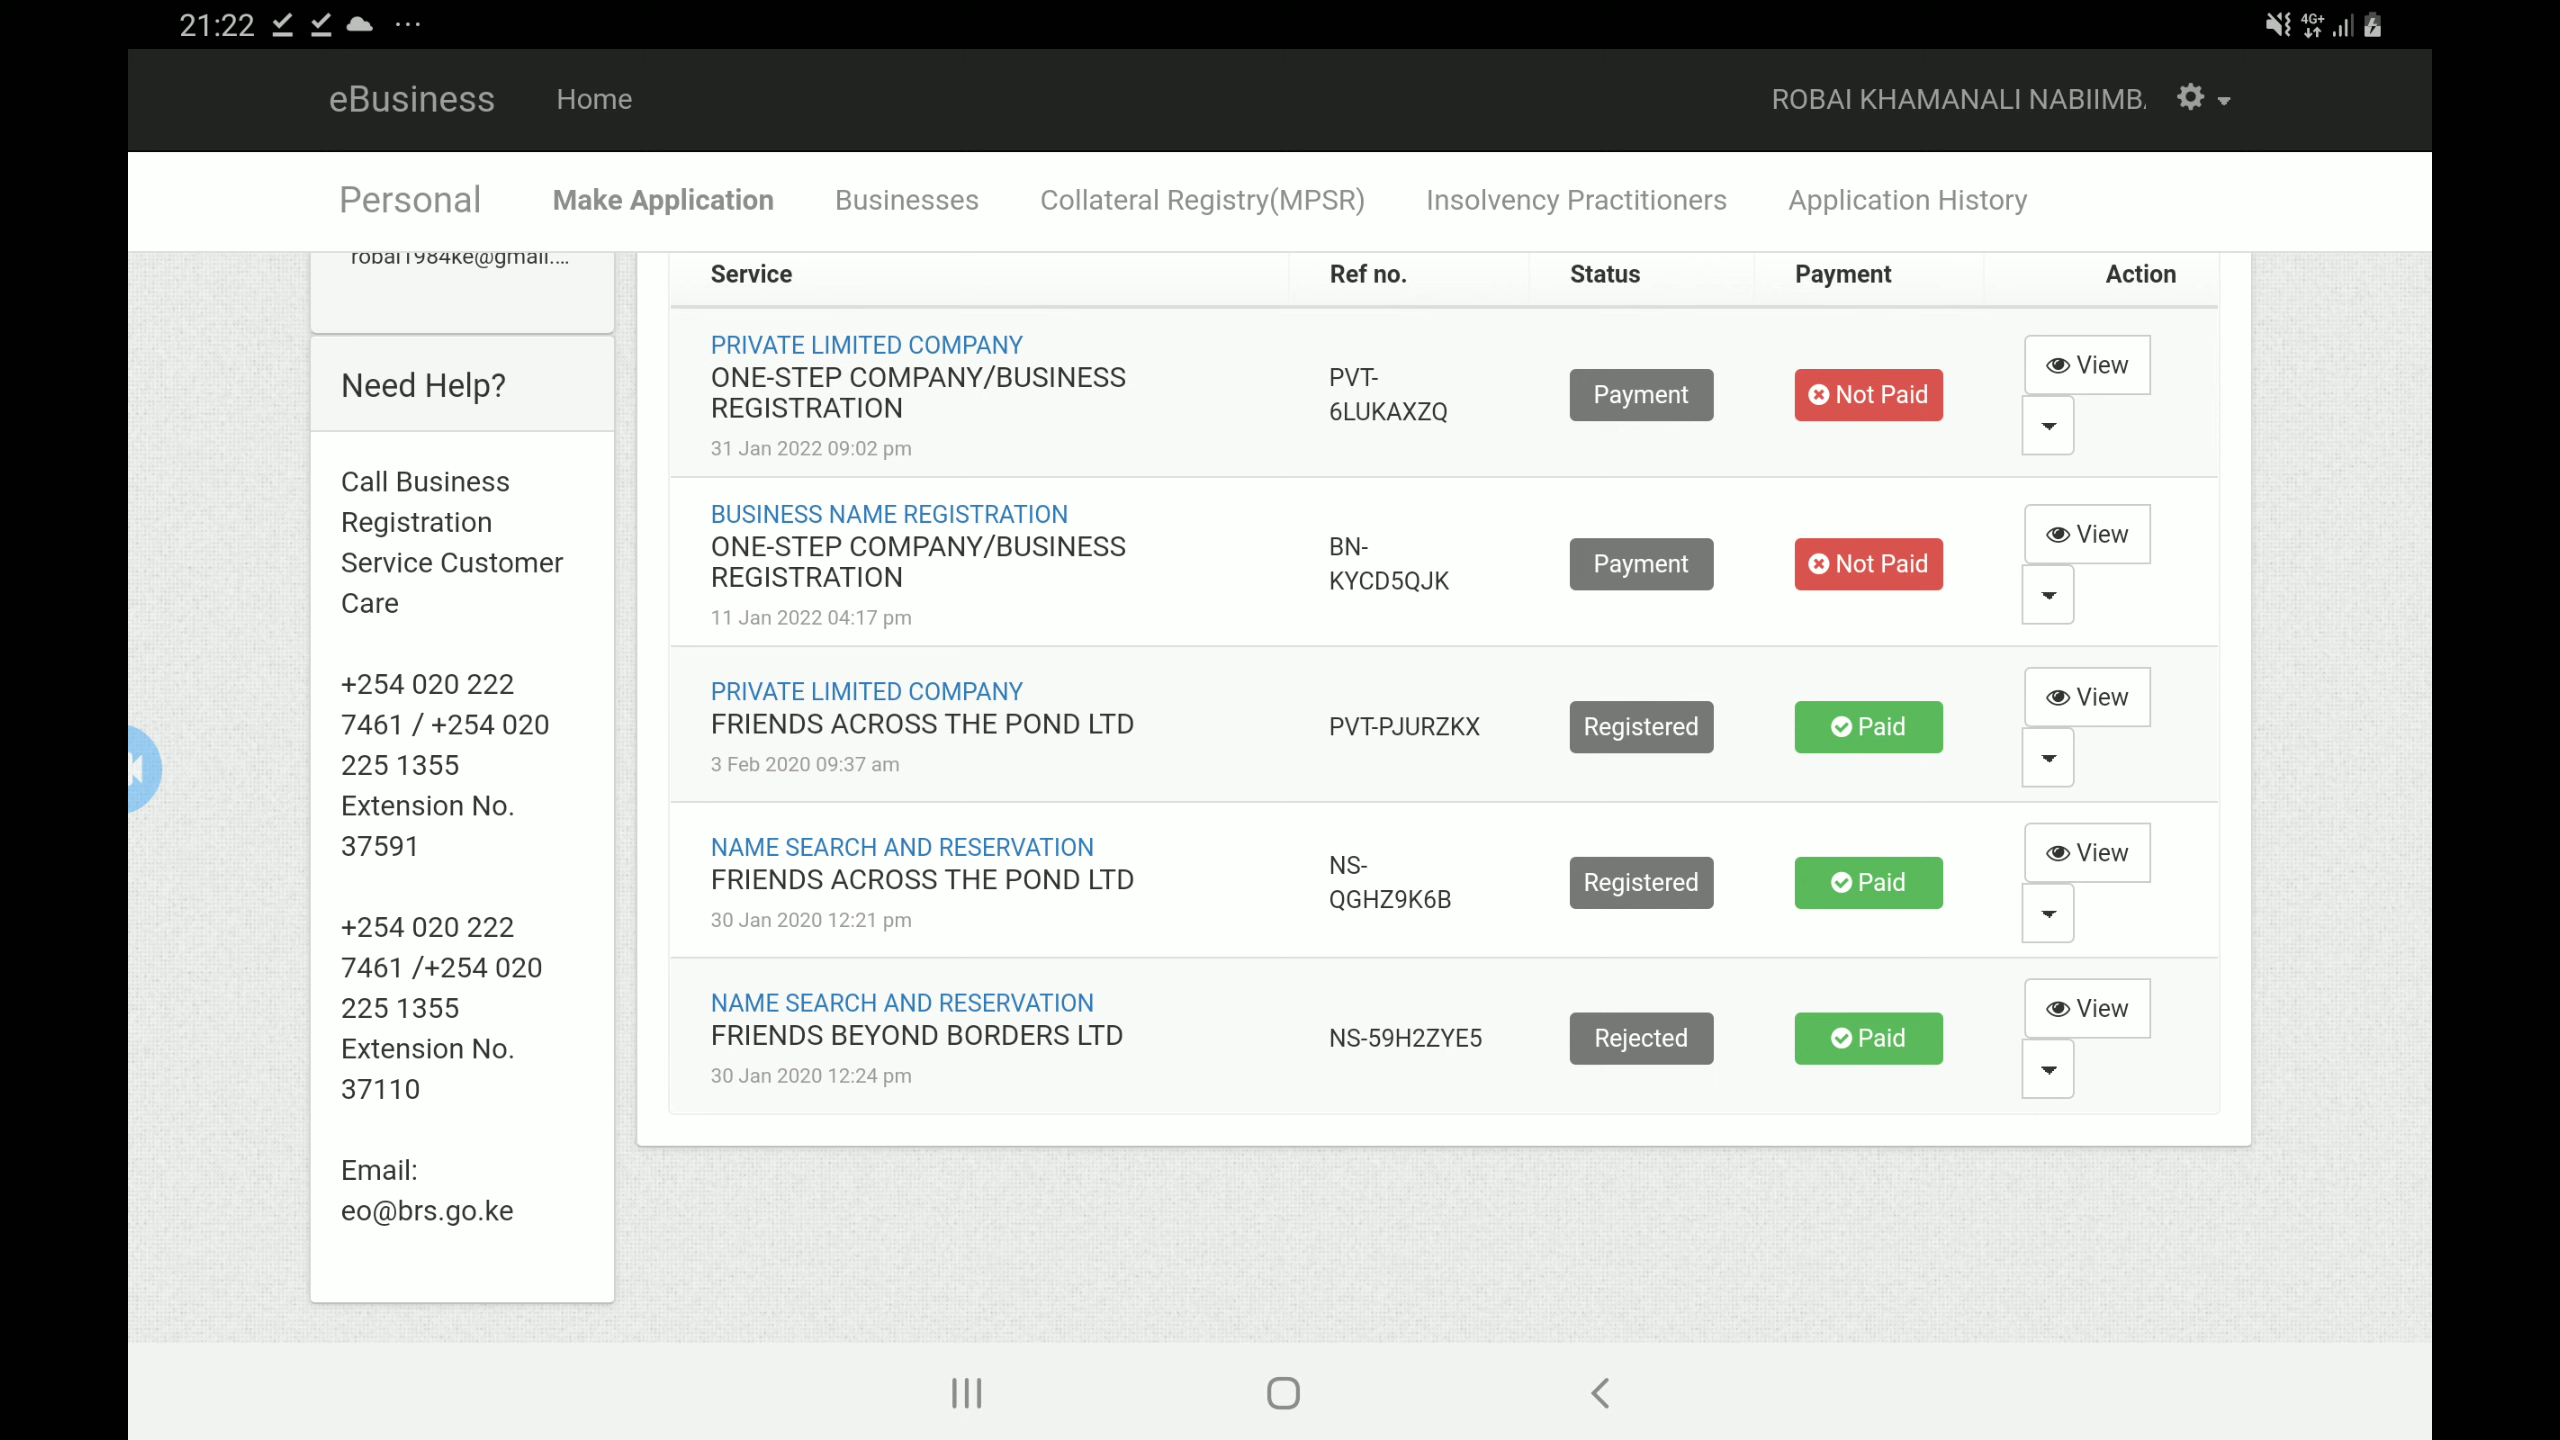 21:22
4G+
eBusiness Home ROBAI KHAMANALI NABIIMB
Personal Make Application Businesses Collateral Registry(MPSR) Insolvency Practitioners Application History
robai1984ke@gmail....
Need Help?
Call Business
Registration
Service Customer
Care
+254 020 222
7461 / +254 020
225 1355
Extension No.
37591
+254 020 222
7461 /+254 020
225 1355
Extension No.
37110
Email:
eo@brs.go.ke
Service Ref no. Status Payment Action
PRIVATE LIMITED COMPANY
ONE-STEP COMPANY/BUSINESS
REGISTRATION
31 Jan 2022 09:02 pm
PVT-
6LUKAXZQ
Payment
Not Paid
View
BUSINESS NAME REGISTRATION
ONE-STEP COMPANY/BUSINESS
REGISTRATION
11 Jan 2022 04:17 pm
BN-
KYCD5QJK
Payment
Not Paid
View
PRIVATE LIMITED COMPANY
FRIENDS ACROSS THE POND LTD
3 Feb 2020 09:37 am
PVT-PJURZKX
Registered
Paid
View
NAME SEARCH AND RESERVATION
FRIENDS ACROSS THE POND LTD
30 Jan 2020 12:21 pm
NS-
QGHZ9K6B
Registered
Paid
View
NAME SEARCH AND RESERVATION
FRIENDS BEYOND BORDERS LTD
30 Jan 2020 12:24 pm
NS-59H2ZYE5
Rejected
Paid
View